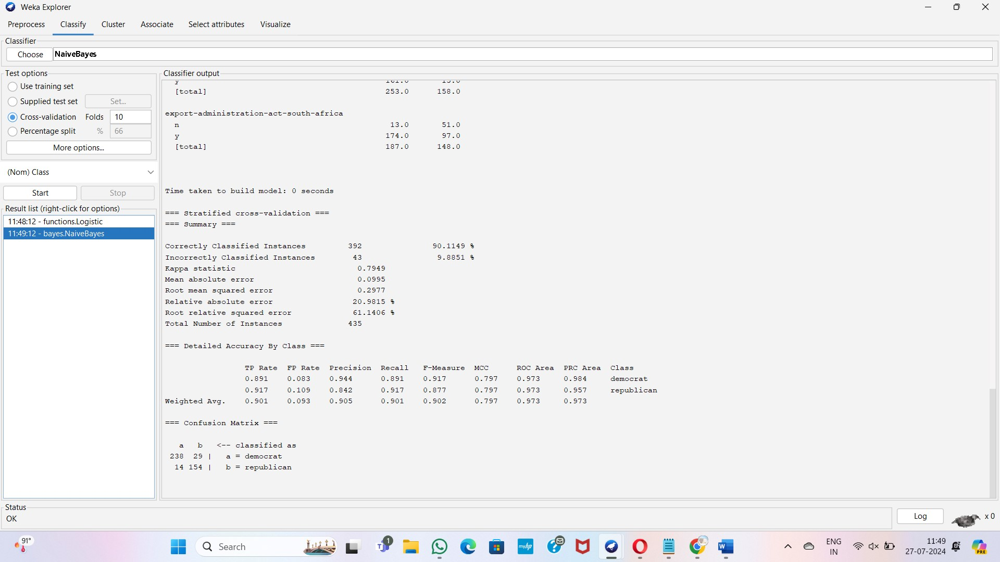 Weka Explorer
Preprocess Classify Cluster Associate Select attributes Visualize
Classifier
Choose NaiveBayes
Test options
Use training set
Supplied test set Set...
Cross-validation Folds 10
Percentage split % 66
More options...
(Nom) Class
Start Stop
Result list (right-click for options)
11:48:12 - functions.Logistic
11:49:12 - bayes.NaiveBayes
Classifier output
y 161.0 13.0
[total] 253.0 158.0
export-administration-act-south-africa
n 13.0 51.0
y 174.0 97.0
[total] 187.0 148.0
Time taken to build model: 0 seconds
=== Stratified cross-validation ===
=== Summary ===
Correctly Classified Instances 392 90.1149 %
Incorrectly Classified Instances 43 9.8851 %
Kappa statistic 0.7949
Mean absolute error 0.0995
Root mean squared error 0.2977
Relative absolute error 20.9815 %
Root relative squared error 61.1406 %
Total Number of Instances 435
=== Detailed Accuracy By Class ===
TP Rate FP Rate Precision Recall F-Measure MCC ROC Area PRC Area Class
0.891 0.083 0.944 0.891 0.917 0.797 0.973 0.984 democrat
0.917 0.109 0.842 0.917 0.877 0.797 0.973 0.957 republican
Weighted Avg. 0.901 0.093 0.905 0.901 0.902 0.797 0.973 0.973
=== Confusion Matrix ===
a b <-- classified as
238 29 | a = democrat
14 154 | b = republican
Status
OK
Log x 0
91°
Search
1
myhp
ENG
IN
11:49
27-07-2024
PRE